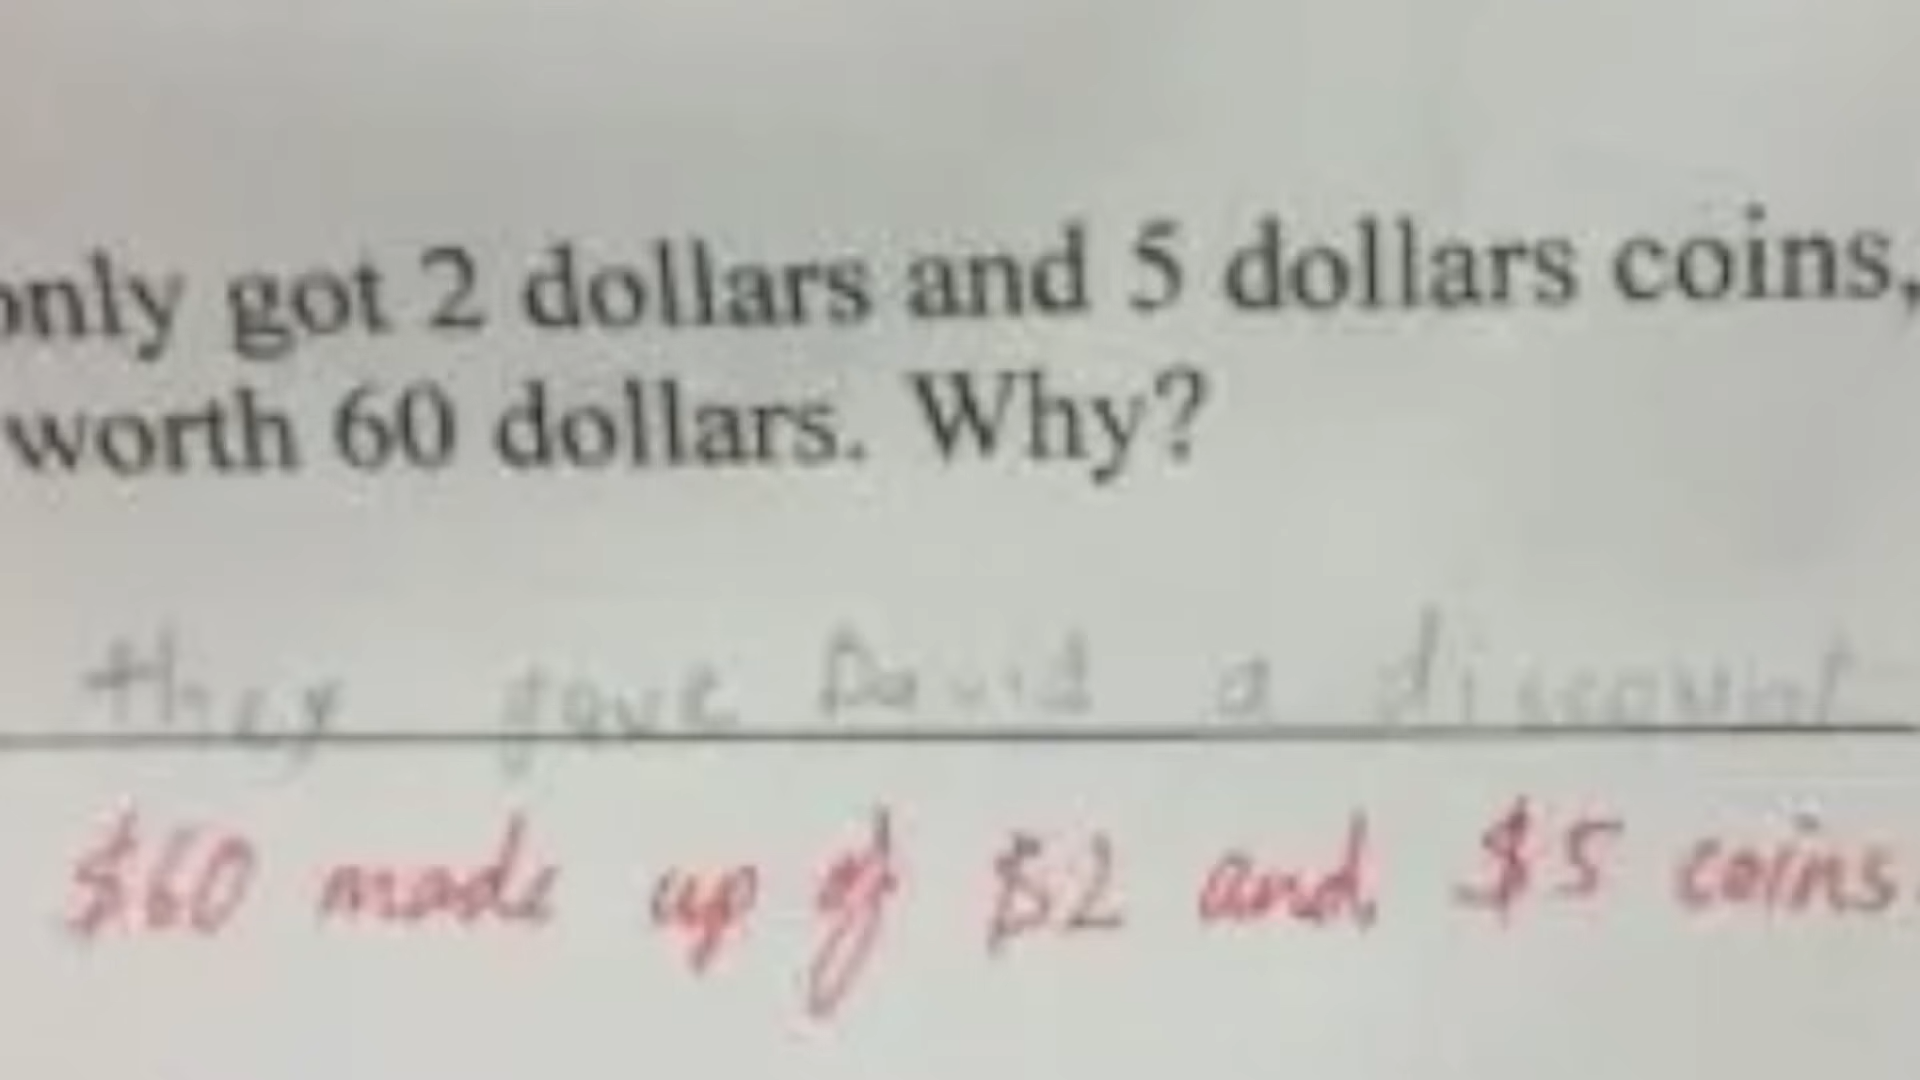 only got 2 dollars and 5 dollars coins,
worth 60 dollars. Why?
they gave David a discount
$60 made up of $2 and $5 coins.